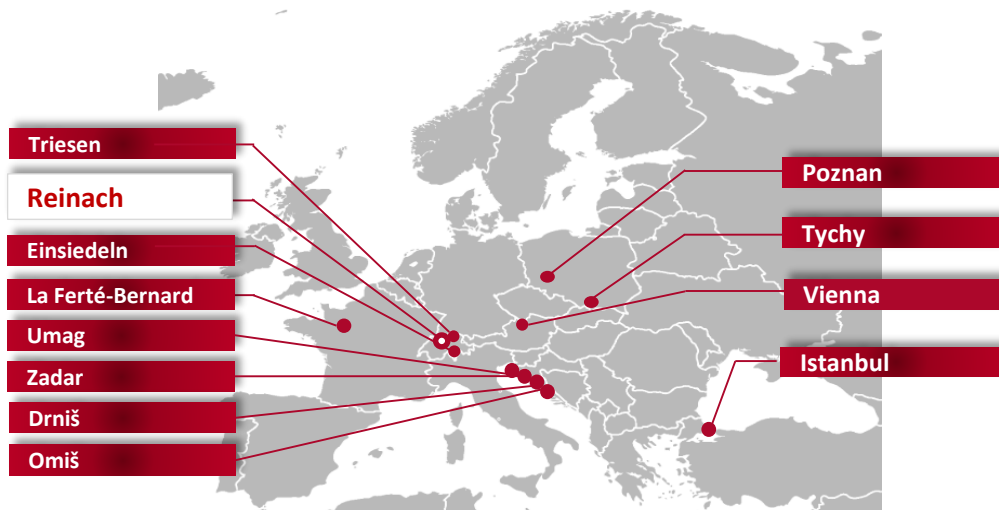 Triesen
Reinach
Einsiedeln
La Ferté-Bernard
Umag
Zadar
Drniš
Omiš
Poznan
Tychy
Vienna
Istanbul